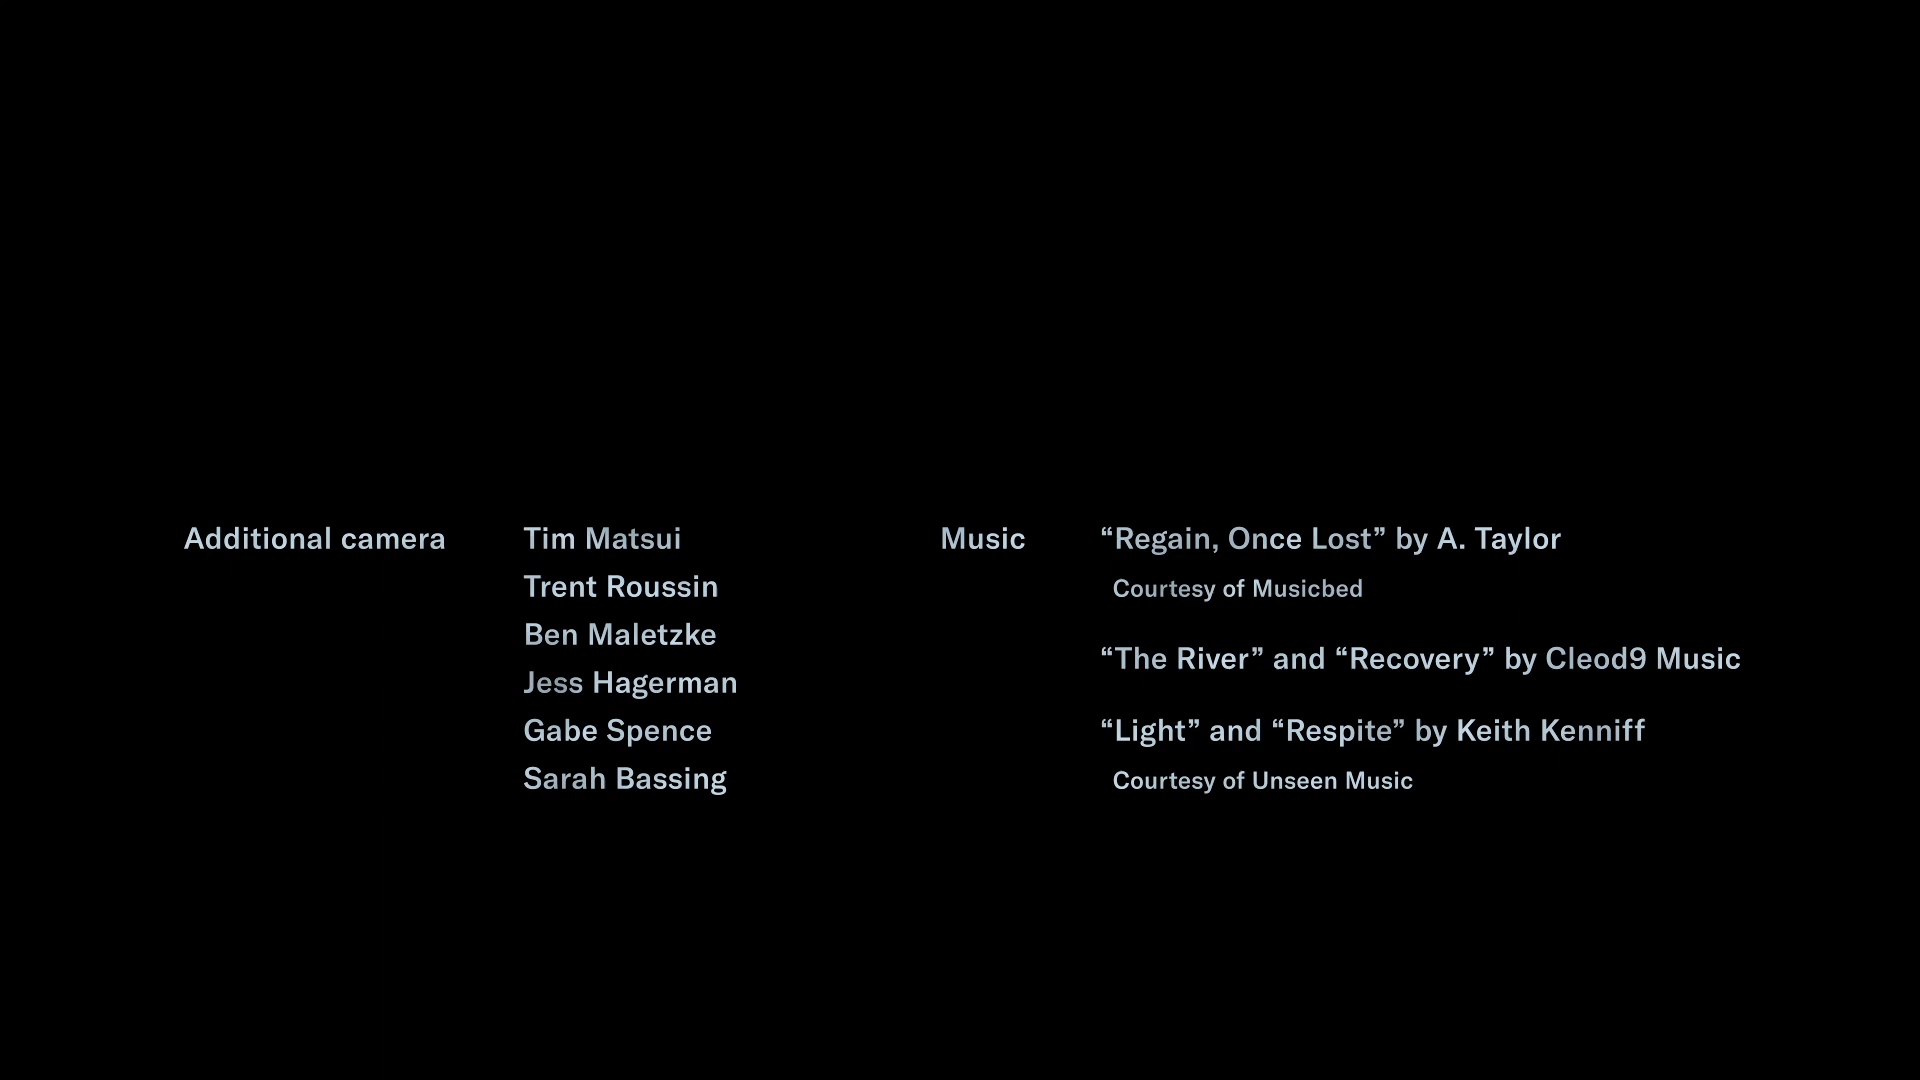 Additional camera
Tim Matsui
Trent Roussin
Ben Maletzke
Jess Hagerman
Gabe Spence
Sarah Bassing
Music
“Regain, Once Lost” by A. Taylor
Courtesy of Musicbed
“The River” and “Recovery” by Cleod9 Music
“Light” and “Respite” by Keith Kenniff
Courtesy of Unseen Music